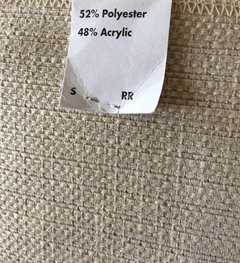 52% Polyester
48% Acrylic
S RR